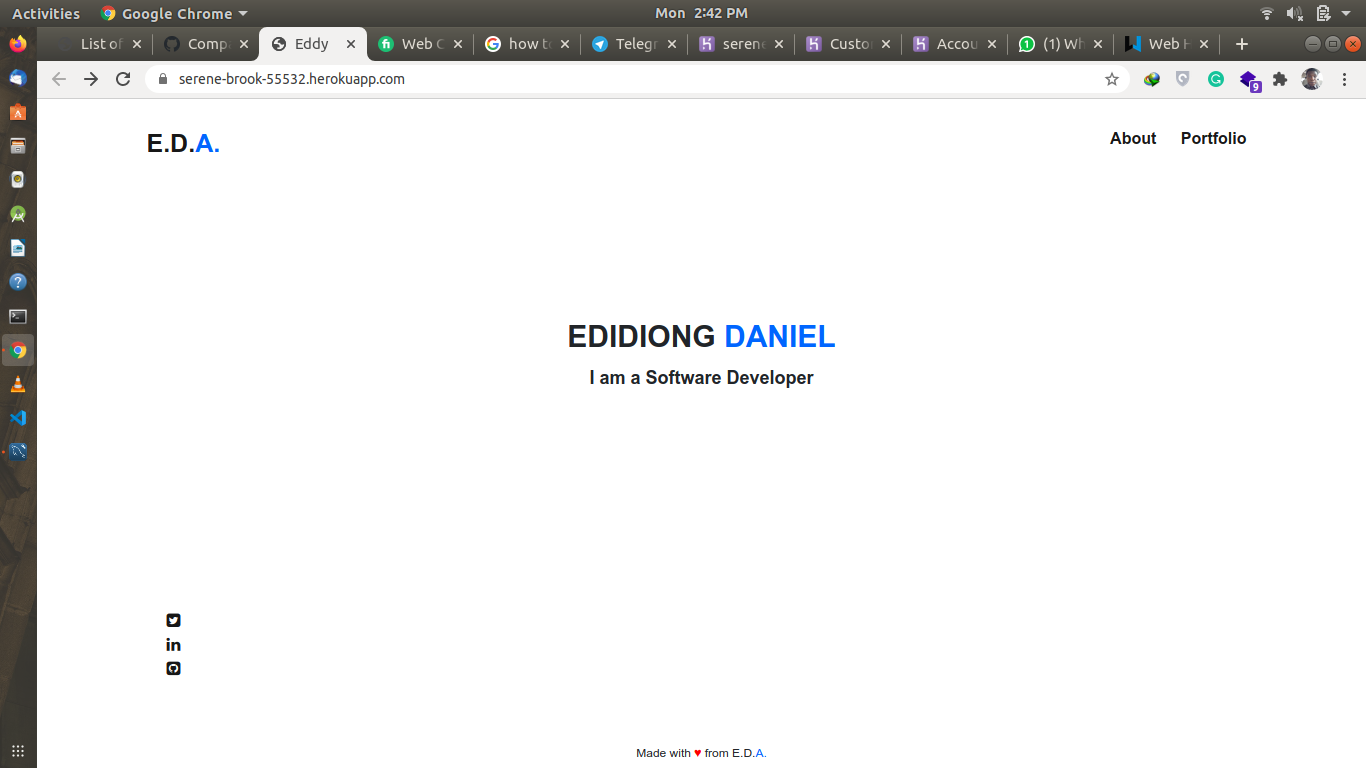 Activities Google Chrome Mon 2:42 PM
List of Comp Eddy Web C how to Telegr serene Custo Accou (1) Wh Web H
serene-brook-55532.herokuapp.com
9
E.D.A. About Portfolio
EDIDIONG DANIEL
I am a Software Developer
in
Made with ♥ from E.D.A.